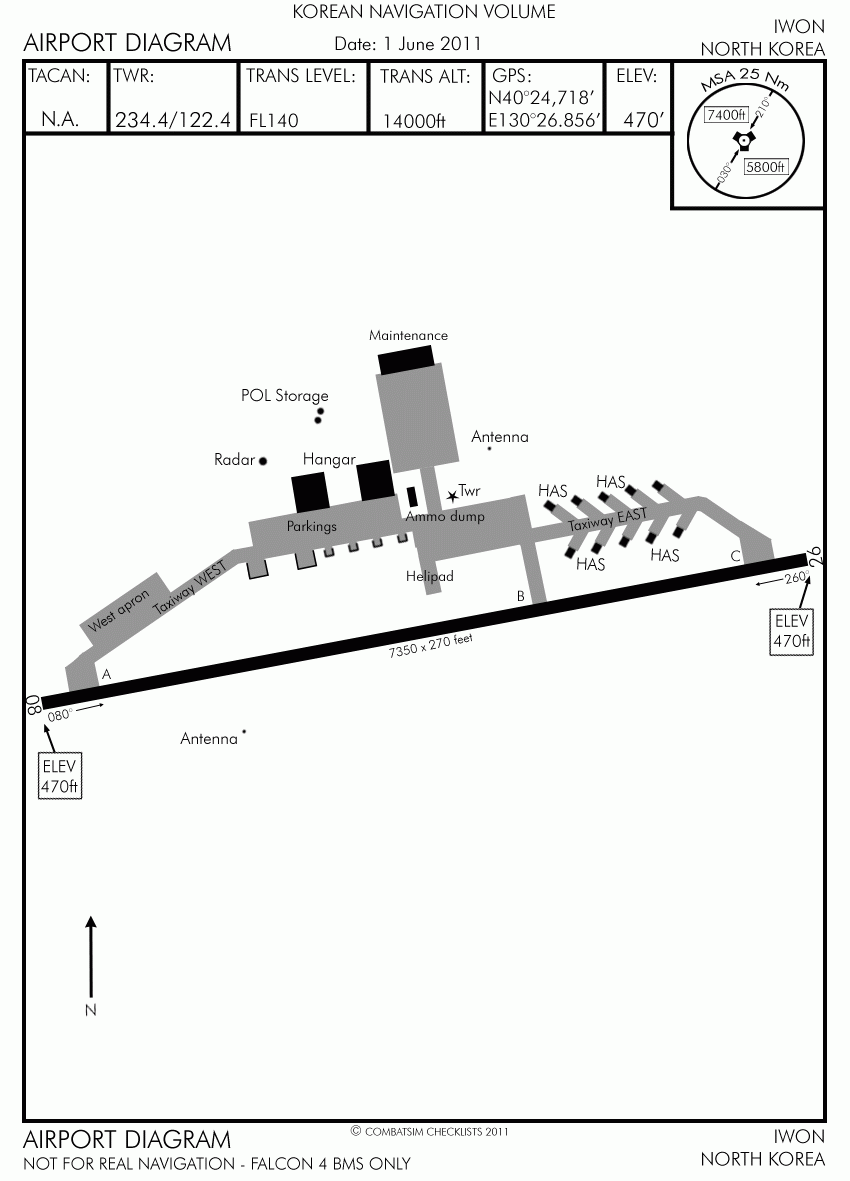 KOREAN NAVIGATION VOLUME
AIRPORT DIAGRAM
Date: 1 June 2011
IWON
NORTH KOREA
TACAN:
N.A.
TWR:
234.4/122.4
TRANS LEVEL:
FL140
TRANS ALT:
14000ft
GPS:
N40°24,718'
E130°26.856'
ELEV:
470'
MSA 25 Nm
7400ft
210°
030°
5800ft
Maintenance
POL Storage
Antenna
Radar
Hangar
Twr
HAS
HAS
Ammo dump
Parkings
Taxiway EAST
HAS
HAS
C
26
260°
Helipad
B
Taxiway WEST
West apron
ELEV
470ft
7350 x 270 feet
A
08
080°
Antenna
ELEV
470ft
N
© COMBATSIM CHECKLISTS 2011
AIRPORT DIAGRAM
NOT FOR REAL NAVIGATION - FALCON 4 BMS ONLY
IWON
NORTH KOREA